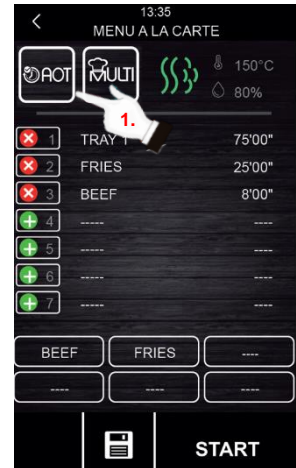 13:35
MENU A LA CARTE
AOT MULTI 150°C
80%
1.
1 TRAY 1 75'00"
2 FRIES 25'00"
3 BEEF 8'00"
4 ----- ----
5 ----- ----
6 ----- ----
7 ----- ----
BEEF FRIES ----
---- ---- ----
START